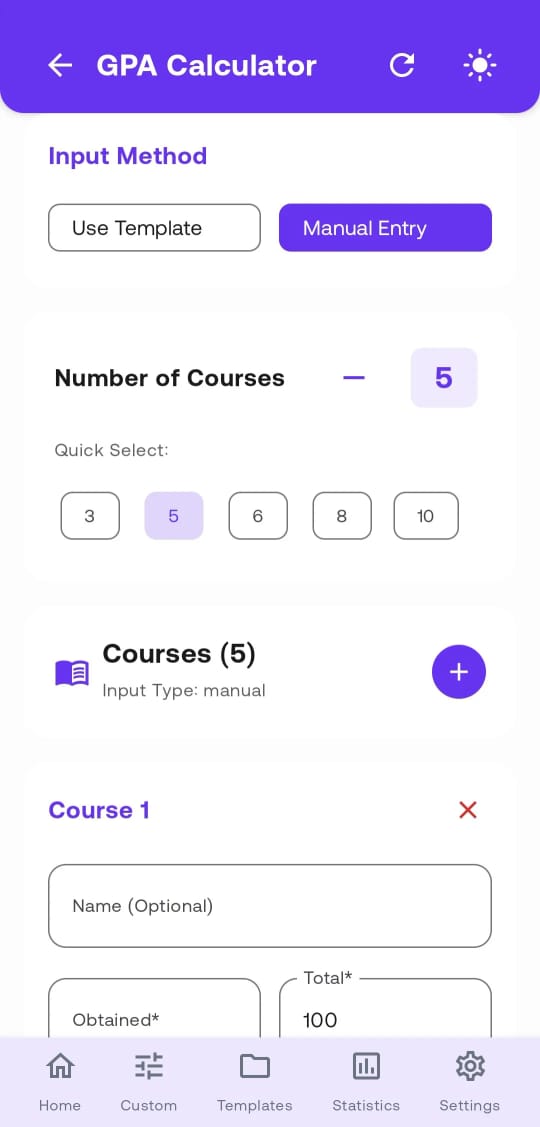 GPA Calculator
Input Method
Use Template
Manual Entry
Number of Courses
5
Quick Select:
3
5
6
8
10
Courses (5)
Input Type: manual
Course 1
Name (Optional)
Total*
Obtained*
100
Home
Custom
Templates
Statistics
Settings